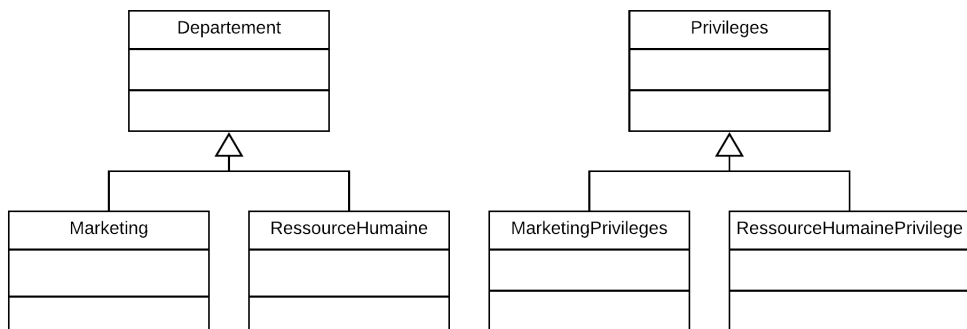 Departement
Privileges
Marketing
RessourceHumaine
MarketingPrivileges
RessourceHumainePrivilege